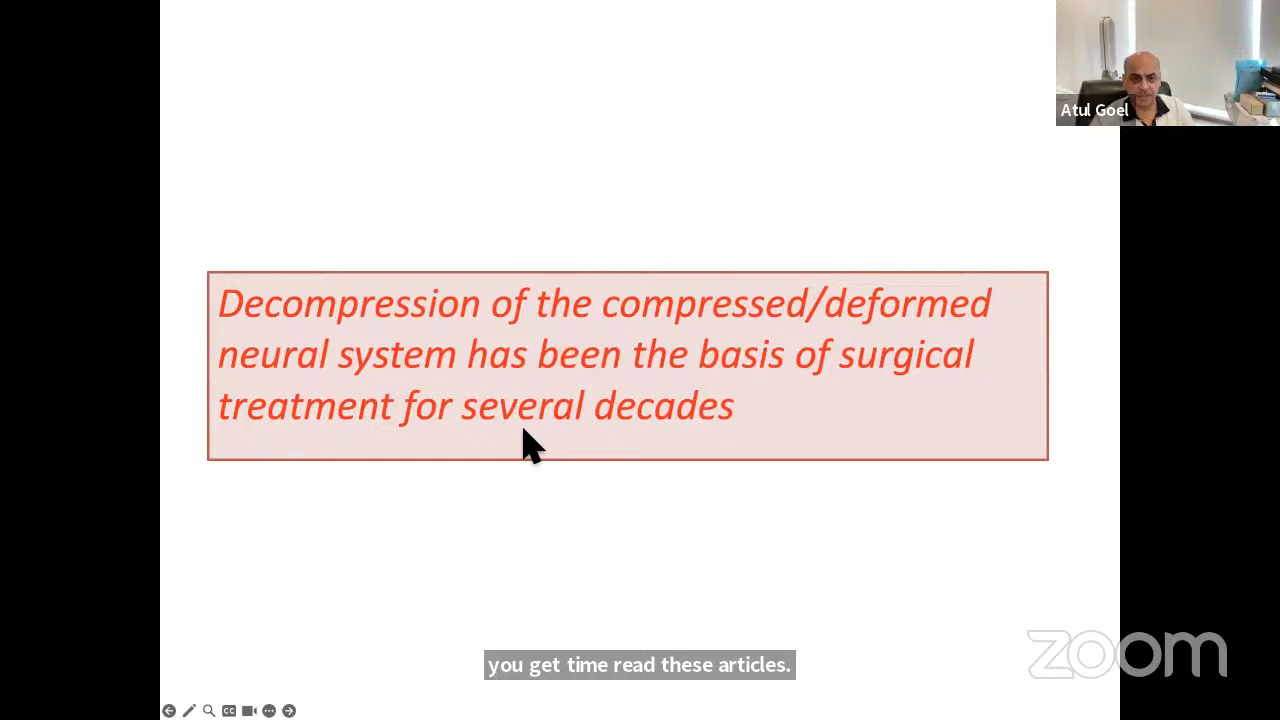 Atul Goel
Decompression of the compressed/deformed
neural system has been the basis of surgical
treatment for several decades
you get time read these articles.
zoom
CC